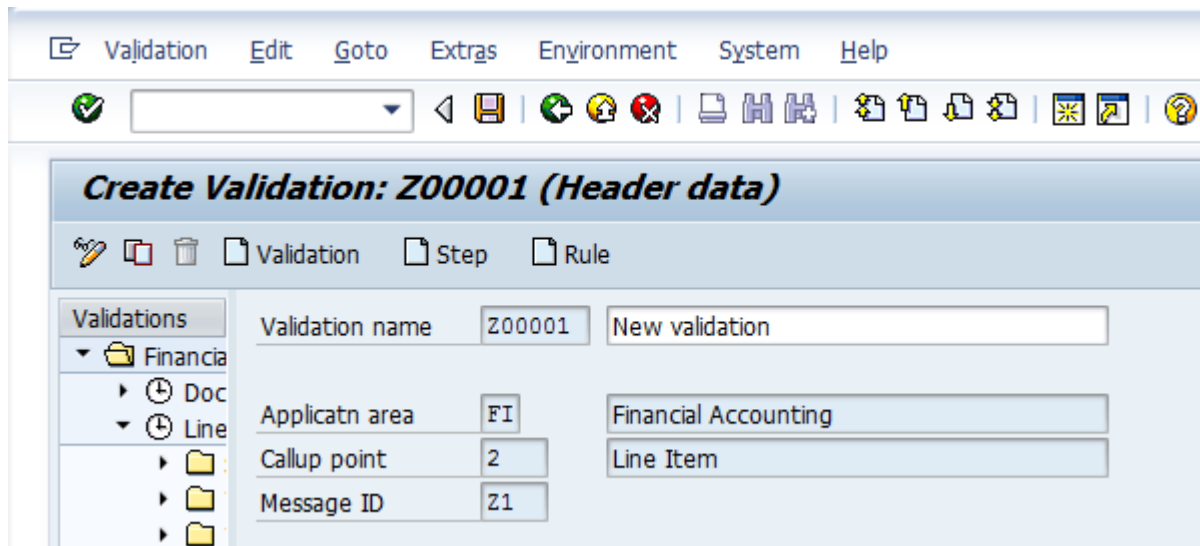 Validation Edit Goto Extras Environment System Help
Create Validation: Z00001 (Header data)
Validation Step Rule
Validations
Financia
Doc
Line
Validation name Z00001 New validation
Applicatn area FI Financial Accounting
Callup point 2 Line Item
Message ID Z1